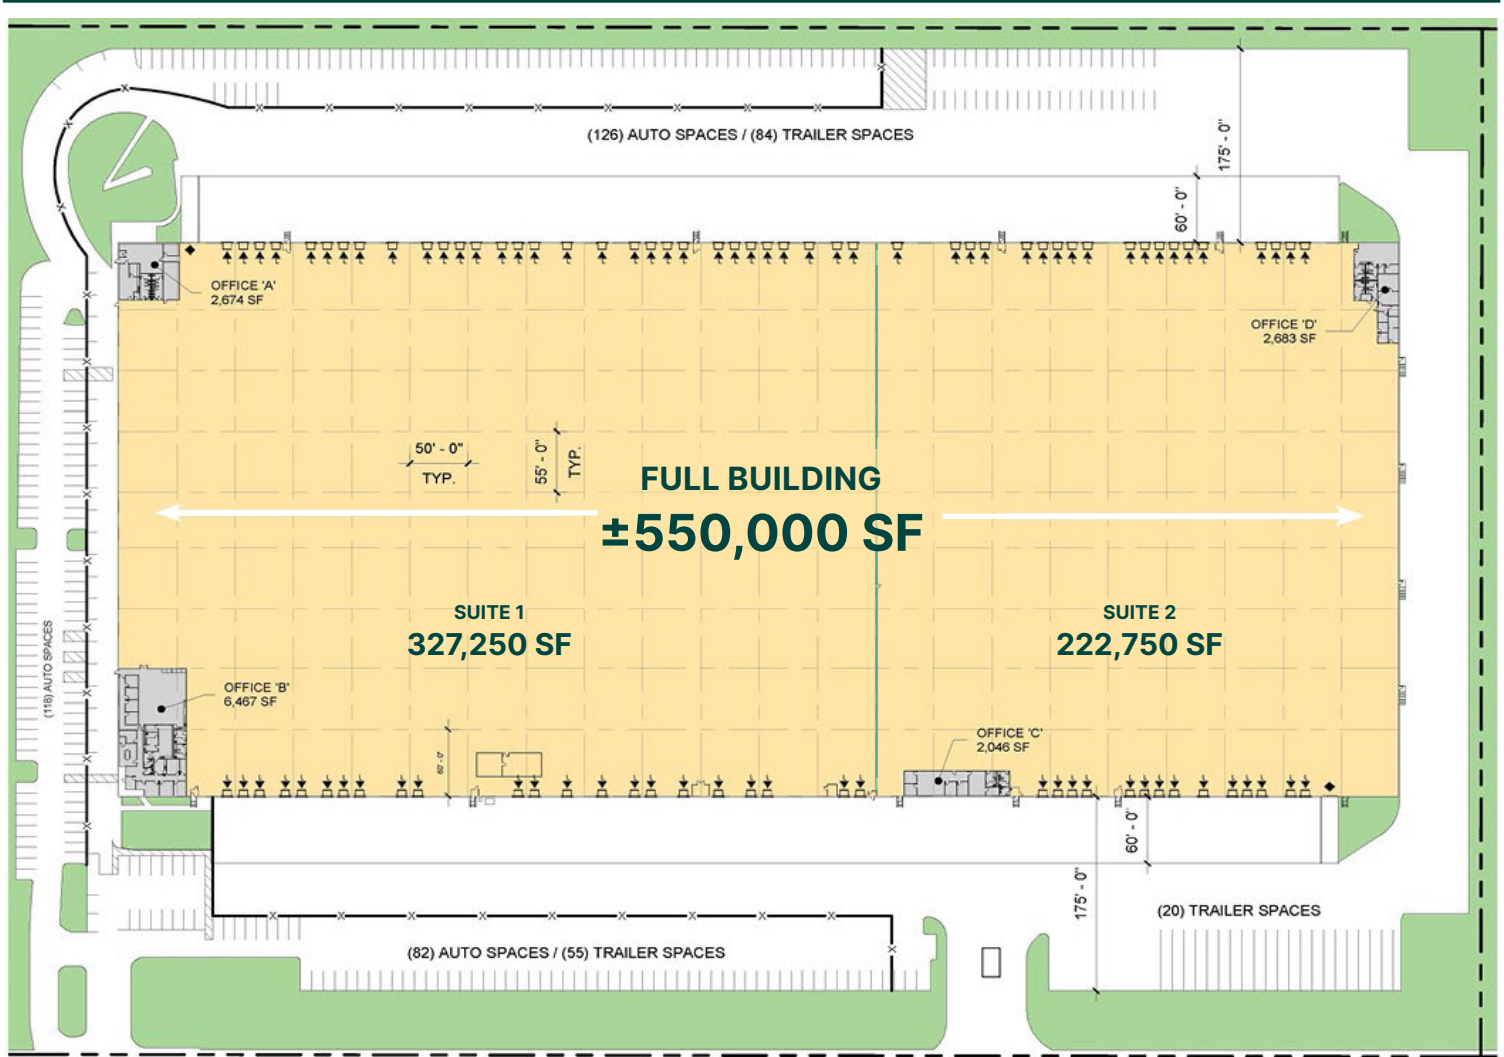 (126) AUTO SPACES / (84) TRAILER SPACES
175' - 0"
60' - 0"
OFFICE 'A'
2,674 SF
OFFICE 'D'
2,683 SF
50' - 0"
TYP.
55' - 0"
TYP.
FULL BUILDING
±550,000 SF
SUITE 1
327,250 SF
SUITE 2
222,750 SF
(118) AUTO SPACES
OFFICE 'B'
6,467 SF
OFFICE 'C'
2,046 SF
60' - 0"
60' - 0"
175' - 0"
(20) TRAILER SPACES
(82) AUTO SPACES / (55) TRAILER SPACES